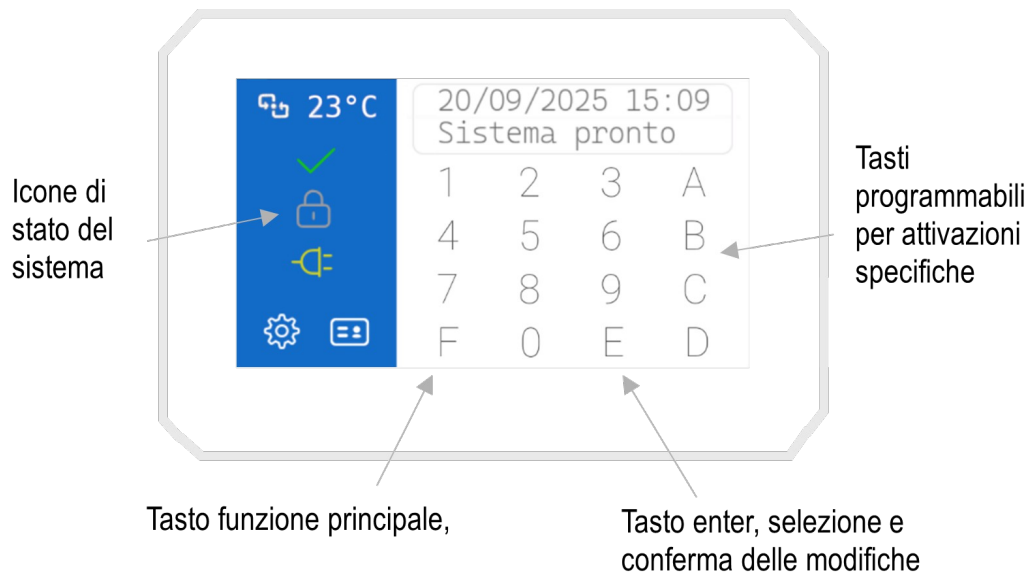 23°C
20/09/2025 15:09
Sistema pronto
1 2 3 A
4 5 6 B
7 8 9 C
F 0 E D
Icone di
stato del
sistema
Tasti
programmabili
per attivazioni
specifiche
Tasto funzione principale,
Tasto enter, selezione e
conferma delle modifiche